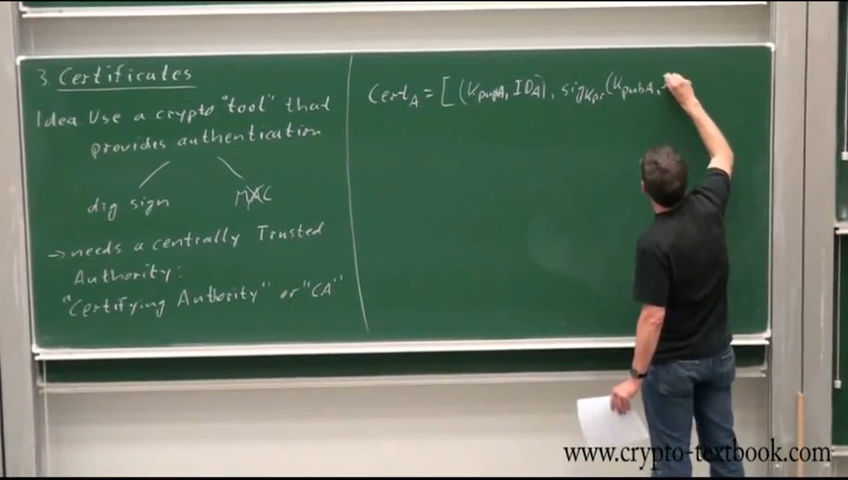 3. Certificates
Idea Use a crypto "tool" that
provides authentication
dig sign MAC
→ needs a centrally Trusted
Authority:
"Certifying Authority" or "CA"
Cert_A = [ (k_pubA, ID_A), sig_Kpr (k_pubA,
www.crypto-textbook.com